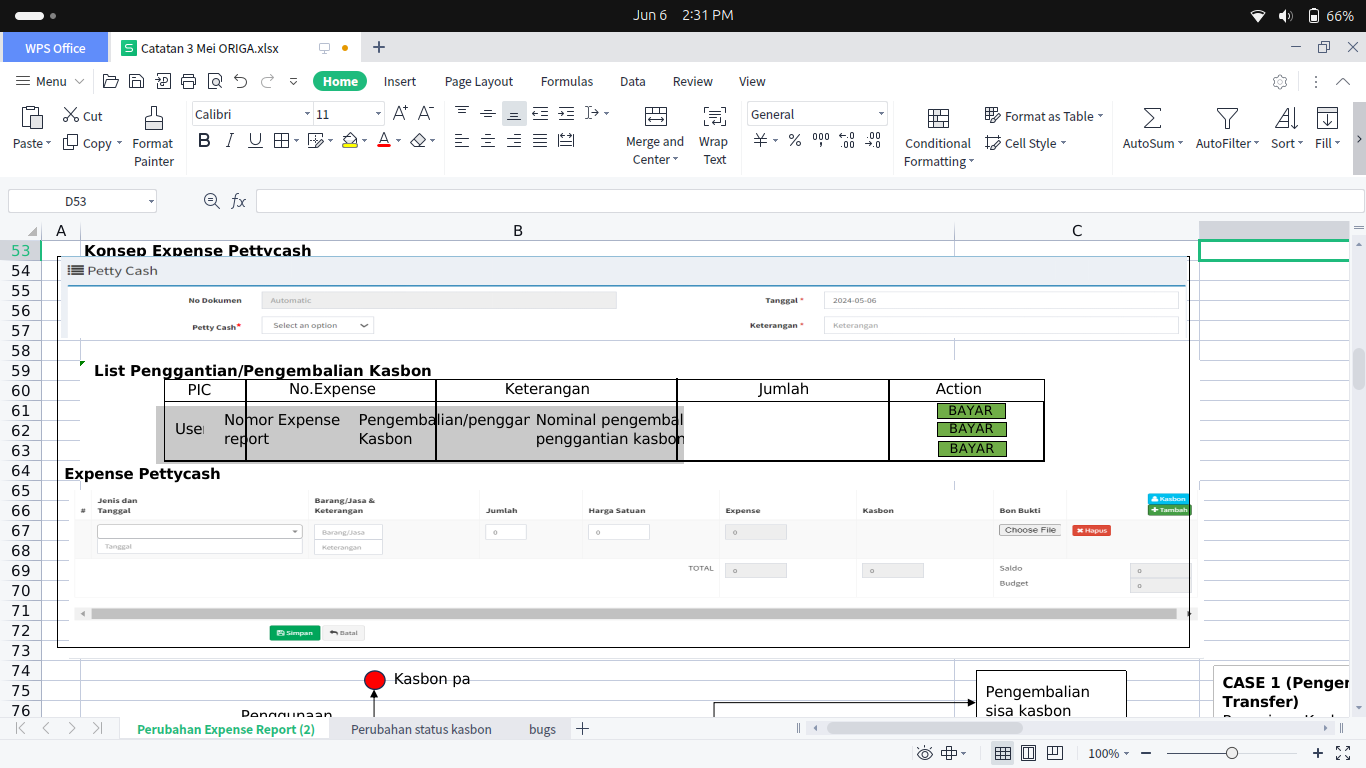 Jun 6 2:31 PM
66%
WPS Office
Catatan 3 Mei ORIGA.xlsx
Menu
Home Insert Page Layout Formulas Data Review View
Paste
Cut
Copy
Format Painter
Calibri 11
Merge and Center
Wrap Text
General
Conditional Formatting
Format as Table
Cell Style
AutoSum
AutoFilter
Sort
Fill
D53
fx
A B C
53 Konsep Expense Pettycash
54 Petty Cash
55 No Dokumen Automatic Tanggal * 2024-05-06
56
57 Petty Cash* Select an option Keterangan * Keterangan
58
59 List Penggantian/Pengembalian Kasbon
60 PIC No.Expense Keterangan Jumlah Action
61 BAYAR
62 BAYAR
63 BAYAR
Nomor Expense report
Pengembalian/penggan Kasbon
Nominal pengembal penggantian kasbon
64 Expense Pettycash
65 Jenis dan Barang/Jasa & Kasbon
66 # Tanggal Keterangan Jumlah Harga Satuan Expense Kasbon Bon Bukti Tambah
67 Barang/Jasa 0 0 0 Choose File Hapus
68 Tanggal Keterangan
69 TOTAL 0 0 Saldo 0
70 Budget 0
71
72 Simpan Batal
73
74 Kasbon pa
75 Pengembalian
76 Penggunaan sisa kasbon
CASE 1 (Penger
Transfer)
Perubahan Expense Report (2) Perubahan status kasbon bugs
100%